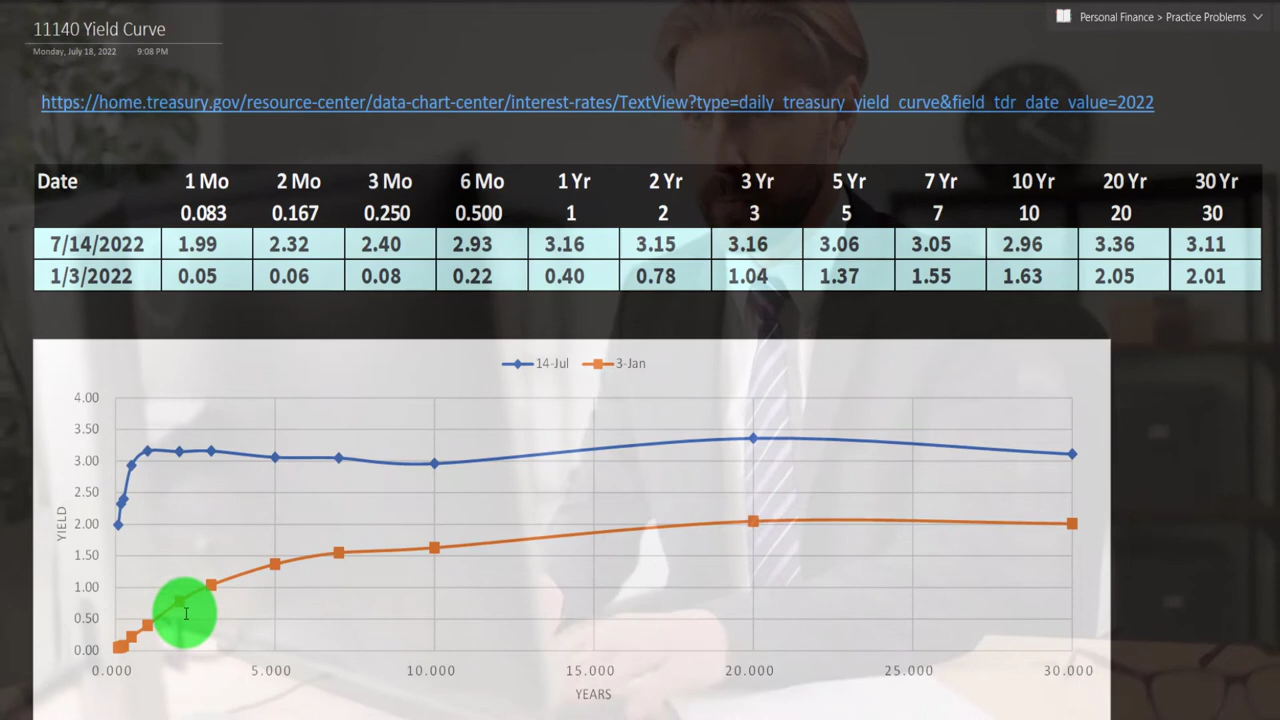 11140 Yield Curve
Personal Finance > Practice Problems
Monday, July 18, 2022 9:08 PM
https://home.treasury.gov/resource-center/data-chart-center/interest-rates/TextView?type=daily_treasury_yield_curve&field_tdr_date_value=2022
Date 1 Mo 2 Mo 3 Mo 6 Mo 1 Yr 2 Yr 3 Yr 5 Yr 7 Yr 10 Yr 20 Yr 30 Yr
0.083 0.167 0.250 0.500 1 2 3 5 7 10 20 30
7/14/2022 1.99 2.32 2.40 2.93 3.16 3.15 3.16 3.06 3.05 2.96 3.36 3.11
1/3/2022 0.05 0.06 0.08 0.22 0.40 0.78 1.04 1.37 1.55 1.63 2.05 2.01
14-Jul 3-Jan
4.00
3.50
3.00
2.50
2.00
1.50
1.00
0.50
0.00
YIELD
0.000 5.000 10.000 15.000 20.000 25.000 30.000
YEARS